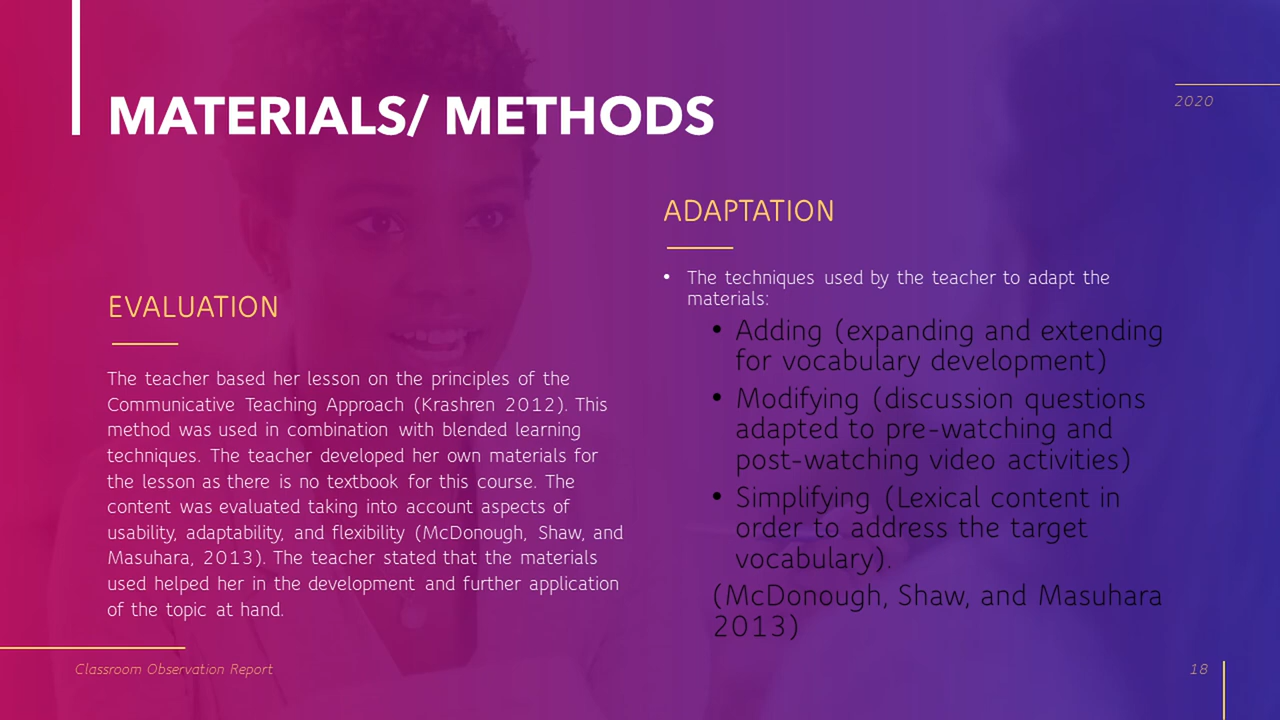 MATERIALS/ METHODS
2020
EVALUATION
The teacher based her lesson on the principles of the
Communicative Teaching Approach (Krashren 2012). This
method was used in combination with blended learning
techniques. The teacher developed her own materials for
the lesson as there is no textbook for this course. The
content was evaluated taking into account aspects of
usability, adaptability, and flexibility (McDonough, Shaw, and
Masuhara, 2013). The teacher stated that the materials
used helped her in the development and further application
of the topic at hand.
ADAPTATION
• The techniques used by the teacher to adapt the
materials:
• Adding (expanding and extending
for vocabulary development)
• Modifying (discussion questions
adapted to pre-watching and
post-watching video activities)
• Simplifying (Lexical content in
order to address the target
vocabulary).
(McDonough, Shaw, and Masuhara
2013)
Classroom Observation Report
18